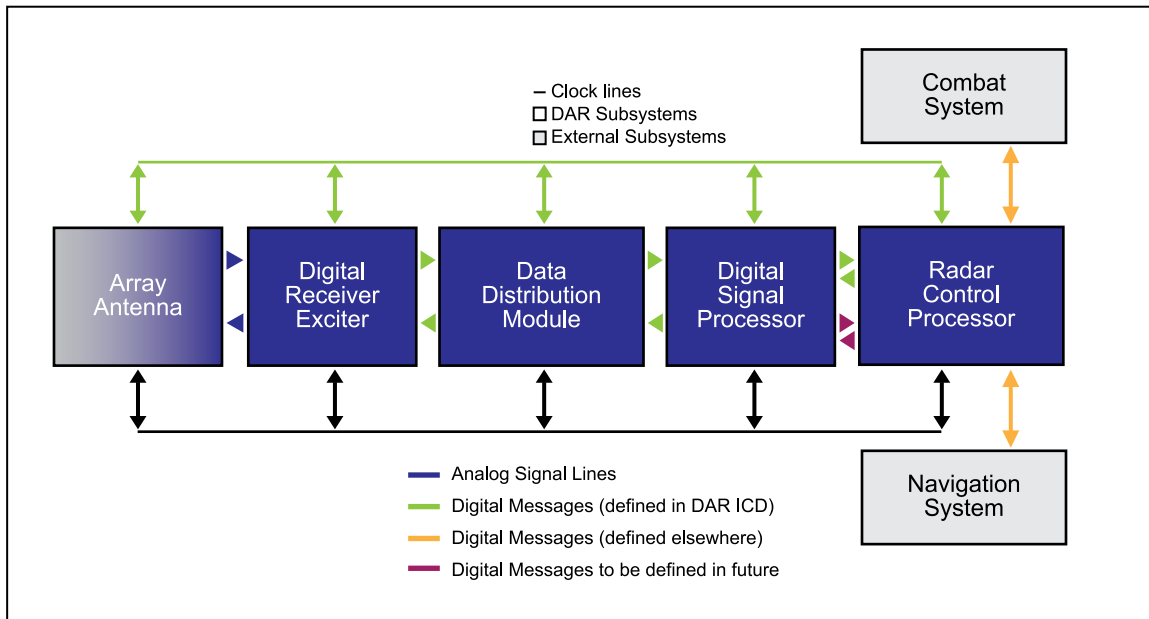 Combat
System
Clock lines
DAR Subsystems
External Subsystems
Array
Antenna
Digital
Receiver
Exciter
Data
Distribution
Module
Digital
Signal
Processor
Radar
Control
Processor
Analog Signal Lines
Digital Messages (defined in DAR ICD)
Digital Messages (defined elsewhere)
Digital Messages to be defined in future
Navigation
System